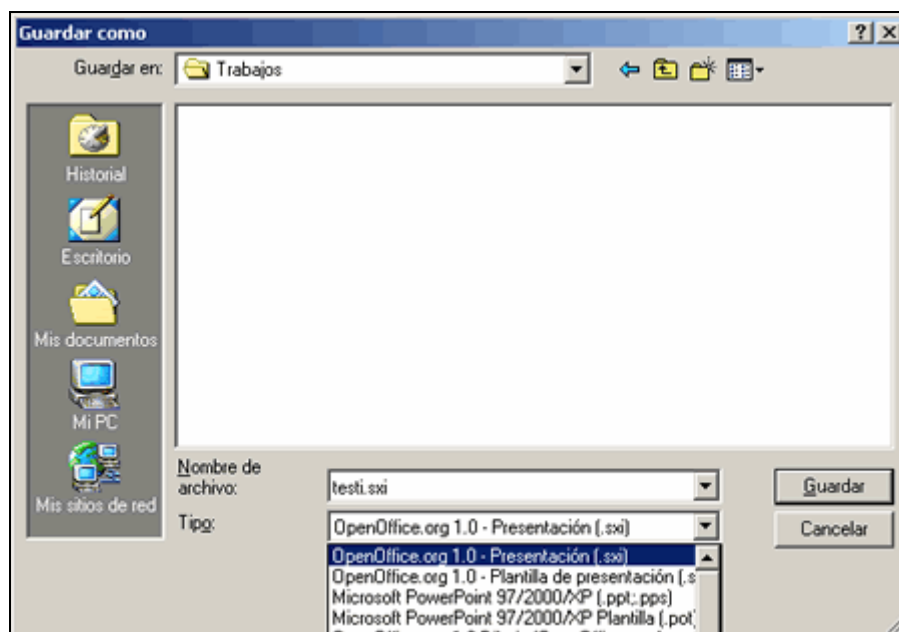 Guardar como
Guardar en:
Trabajos
Historial
Escritorio
Mis documentos
Mi PC
Mis sitios de red
Nombre de
archivo:
testi.sxi
Guardar
Tipo:
OpenOffice.org 1.0 - Presentación (.sxi)
Cancelar
OpenOffice.org 1.0 - Presentación (.sxi)
OpenOffice.org 1.0 - Plantilla de presentación (.s
Microsoft PowerPoint 97/2000/XP (.ppt;.pps)
Microsoft PowerPoint 97/2000/XP Plantilla (.pot)